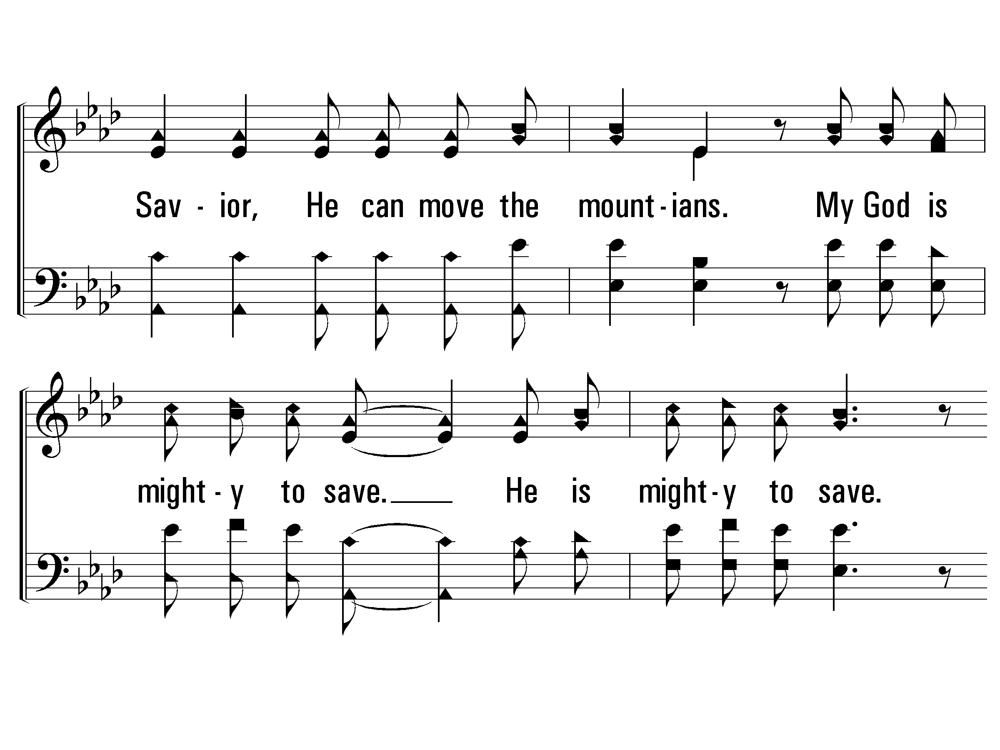 Sav - ior, He can move the mount - ians. My God is
might - y to save. He is might - y to save.